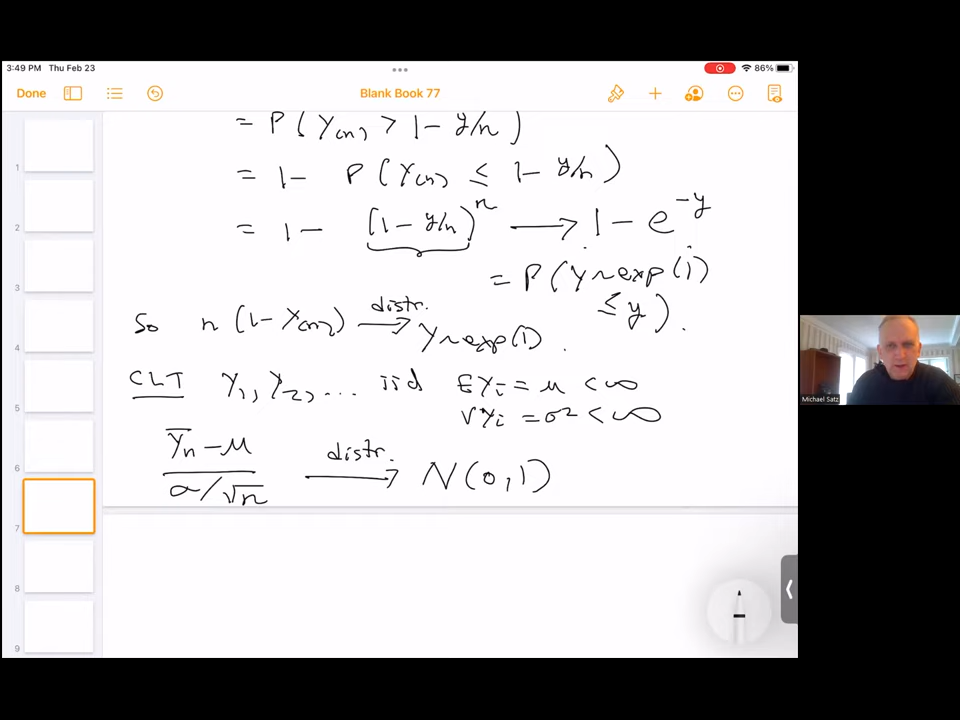 3:49 PM Thu Feb 23
86%
Done
Blank Book 77
= P(Y(n) > 1 - y/n)
= 1 - P(X(n) ≤ 1 - y/n)
= 1 - (1 - y/n)^n → 1 - e^-y
= P(Y~exp(1)
≤ y).
So n(1 - X(n)) distr. → Y~exp(1).
CLT Y1, Y2, ... iid EYi = μ < ∞
VYi = σ² < ∞
Ȳn - μ
σ/√n
distr. → N(0,1)
1
2
3
4
5
6
7
8
9
Michael Satz